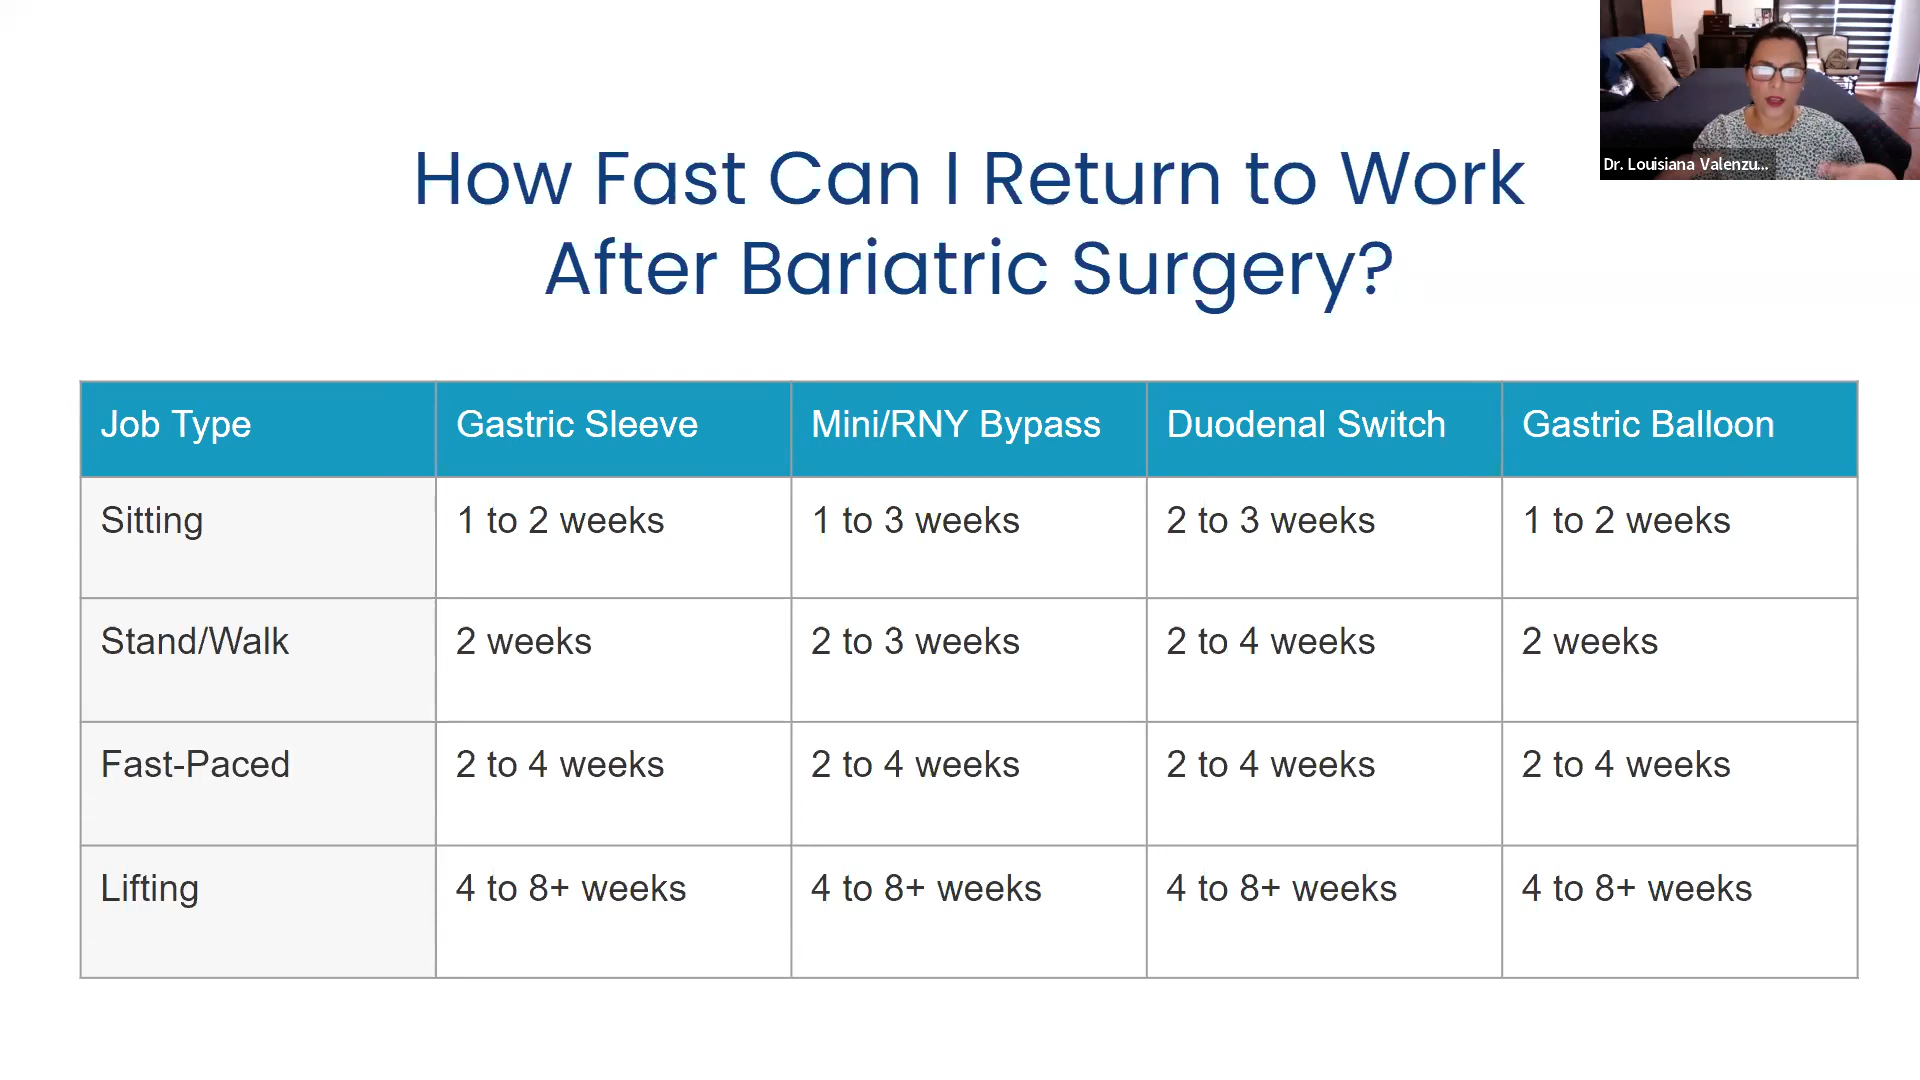 Dr. Louisiana Valenzu...
How Fast Can I Return to Work
After Bariatric Surgery?
Job Type Gastric Sleeve Mini/RNY Bypass Duodenal Switch Gastric Balloon
Sitting 1 to 2 weeks 1 to 3 weeks 2 to 3 weeks 1 to 2 weeks
Stand/Walk 2 weeks 2 to 3 weeks 2 to 4 weeks 2 weeks
Fast-Paced 2 to 4 weeks 2 to 4 weeks 2 to 4 weeks 2 to 4 weeks
Lifting 4 to 8+ weeks 4 to 8+ weeks 4 to 8+ weeks 4 to 8+ weeks